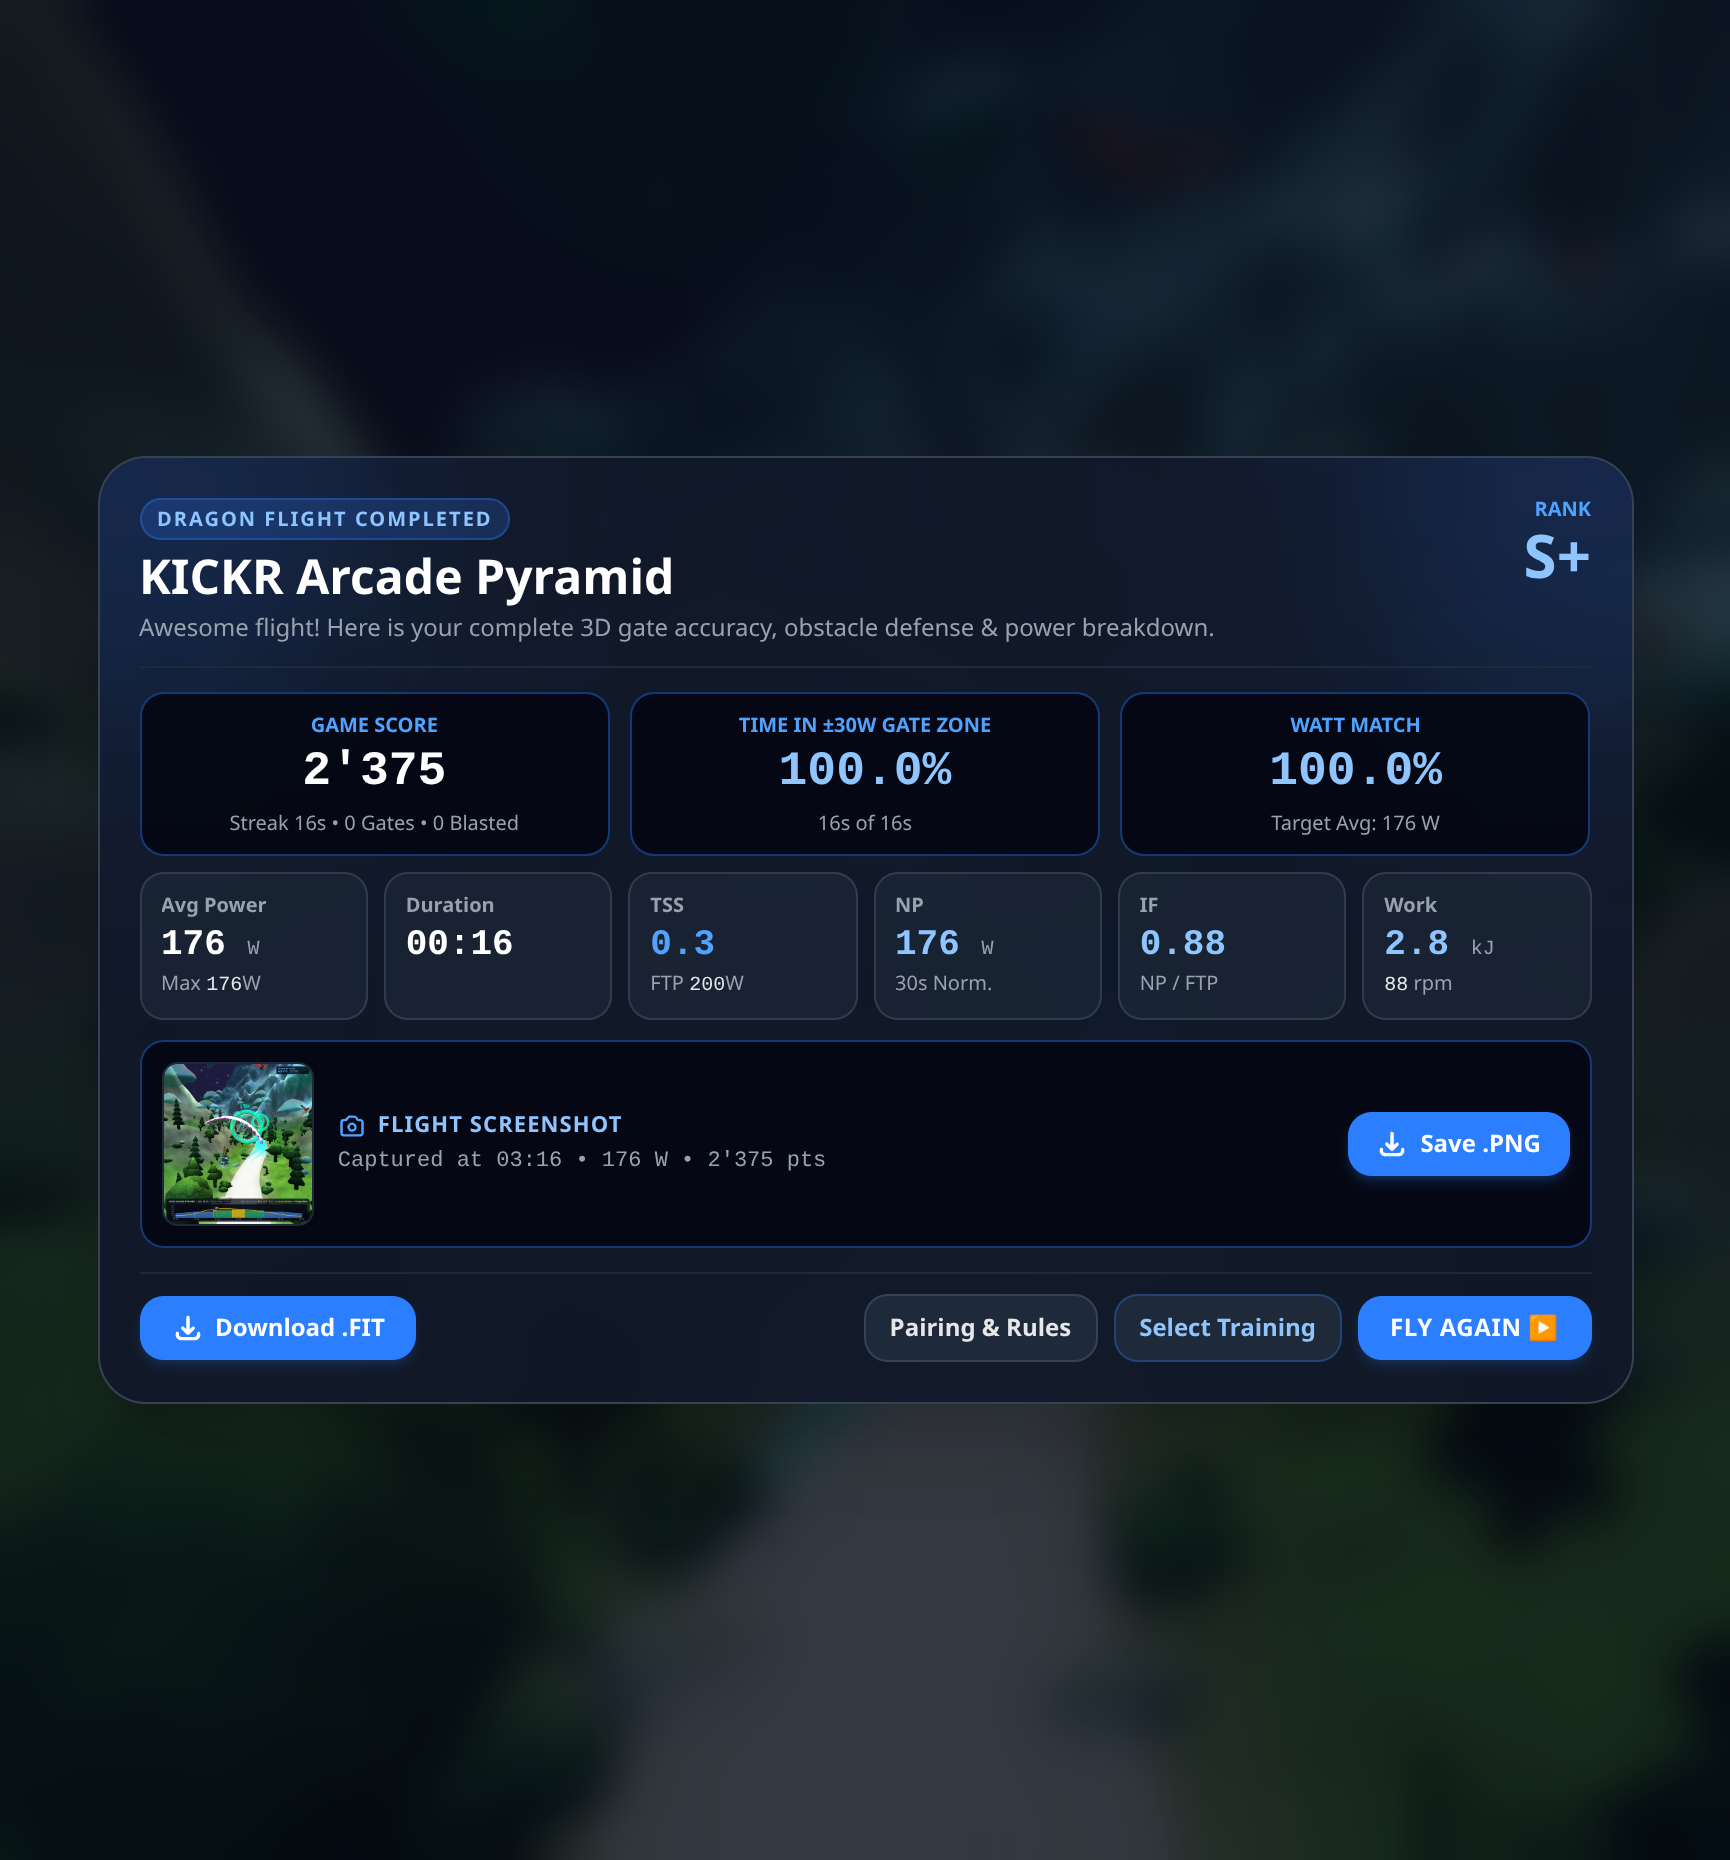 DRAGON FLIGHT COMPLETED
KICKR Arcade Pyramid
Awesome flight! Here is your complete 3D gate accuracy, obstacle defense & power breakdown.
RANK
S+
GAME SCORE
2'375
Streak 16s • 0 Gates • 0 Blasted
TIME IN ±30W GATE ZONE
100.0%
16s of 16s
WATT MATCH
100.0%
Target Avg: 176 W
Avg Power
176 W
Max 176W
Duration
00:16
TSS
0.3
FTP 200W
NP
176 W
30s Norm.
IF
0.88
NP / FTP
Work
2.8 kJ
88 rpm
FLIGHT SCREENSHOT
Captured at 03:16 • 176 W • 2'375 pts
Save .PNG
Download .FIT
Pairing & Rules
Select Training
FLY AGAIN ▶️